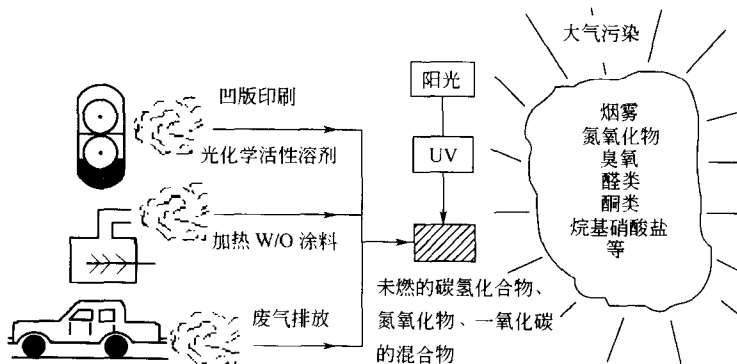 大气污染
阳光
UV
凹版印刷
光化学活性溶剂
加热 W/O 涂料
废气排放
未燃的碳氢化合物、
氮氧化物、一氧化碳
的混合物
烟雾
氮氧化物
臭氧
醛类
酮类
烷基硝酸盐
等